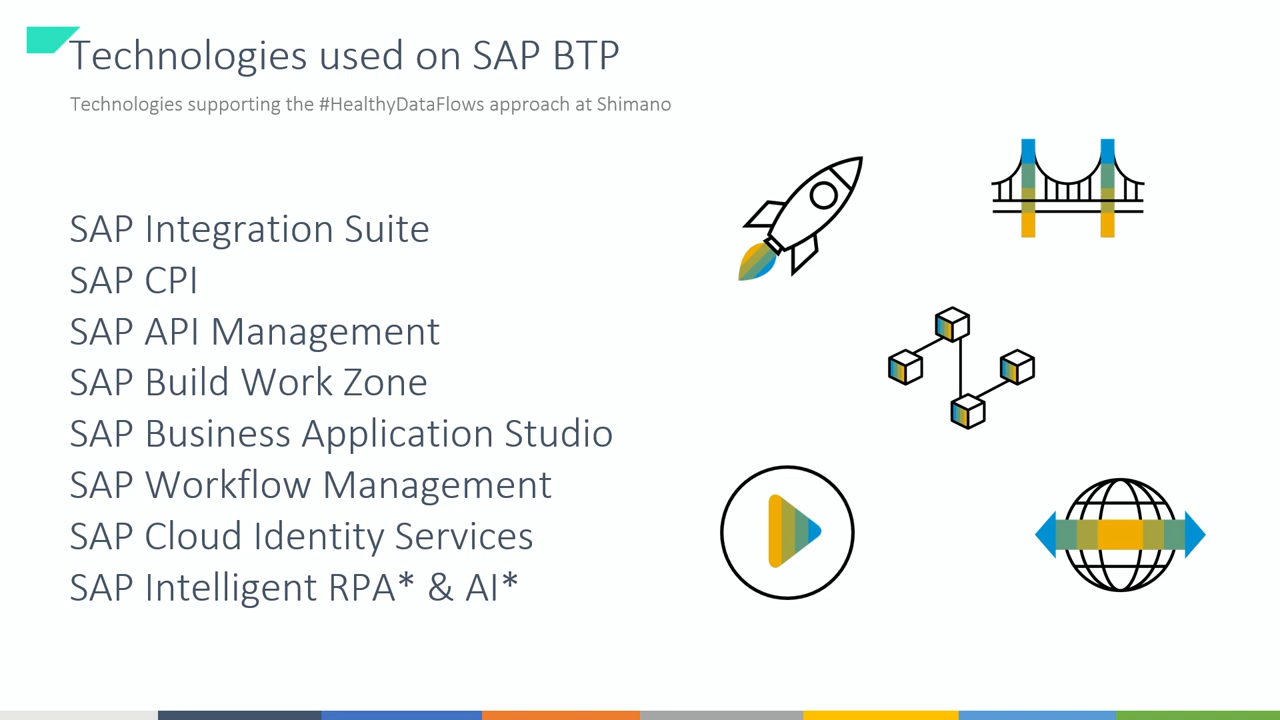 Technologies used on SAP BTP
Technologies supporting the #HealthyDataFlows approach at Shimano
SAP Integration Suite
SAP CPI
SAP API Management
SAP Build Work Zone
SAP Business Application Studio
SAP Workflow Management
SAP Cloud Identity Services
SAP Intelligent RPA* & AI*